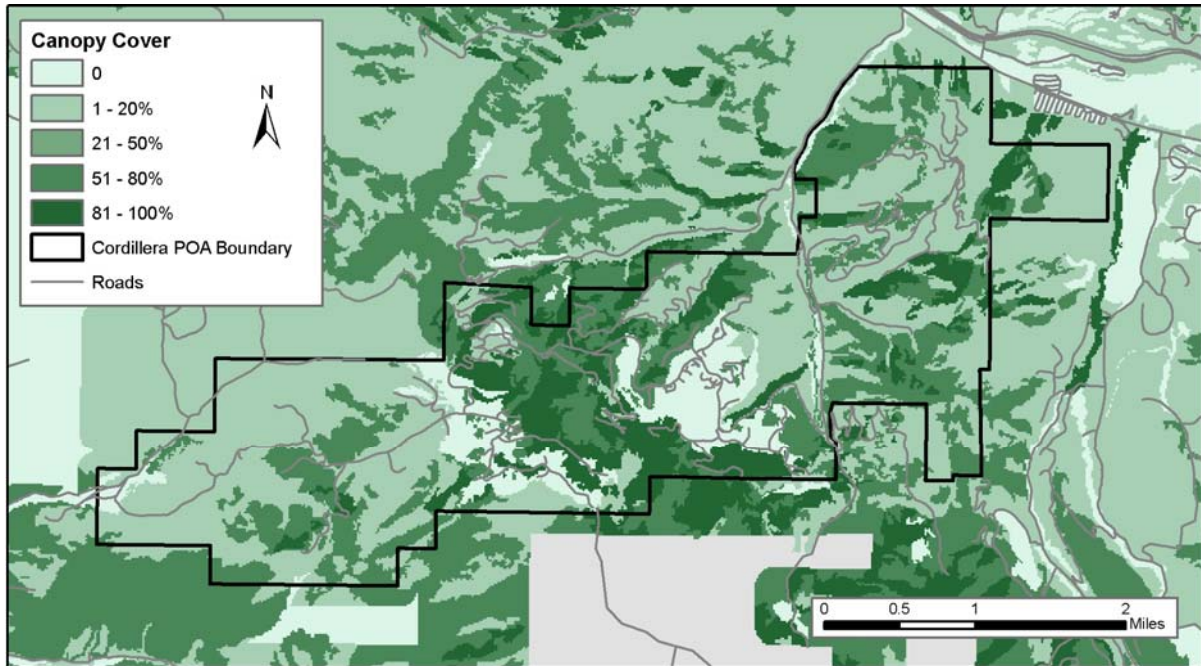 Canopy Cover
0
1 - 20%
21 - 50%
51 - 80%
81 - 100%
Cordillera POA Boundary
Roads
N
0 0.5 1 2
Miles